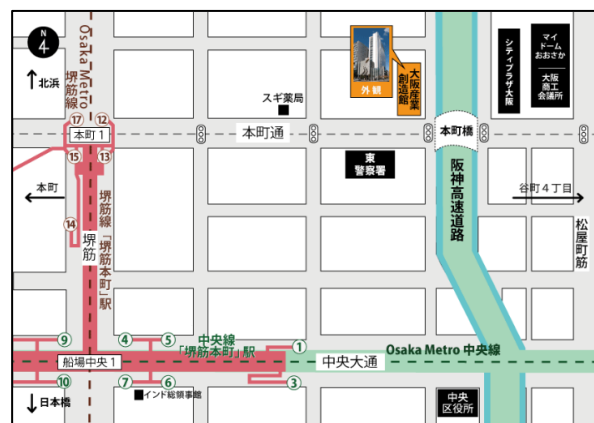 N
Osaka Metro
堺筋線
北浜
⑰
⑫
本町1
⑮
⑬
本町
⑭
堺筋
堺筋線「堺筋本町」駅
スギ薬局
本町通
外観
大阪産業
創造館
東
警察署
本町橋
阪神高速道路
シティプラザ大阪
マイ
ドーム
おおさか
大阪
商工
会議所
谷町4丁目
松屋町筋
⑨
④
⑤
中央線
「堺筋本町」駅
①
船場中央1
中央大通
Osaka Metro 中央線
⑩
⑦
⑥
③
日本橋
インド総領事館
中央
区役所